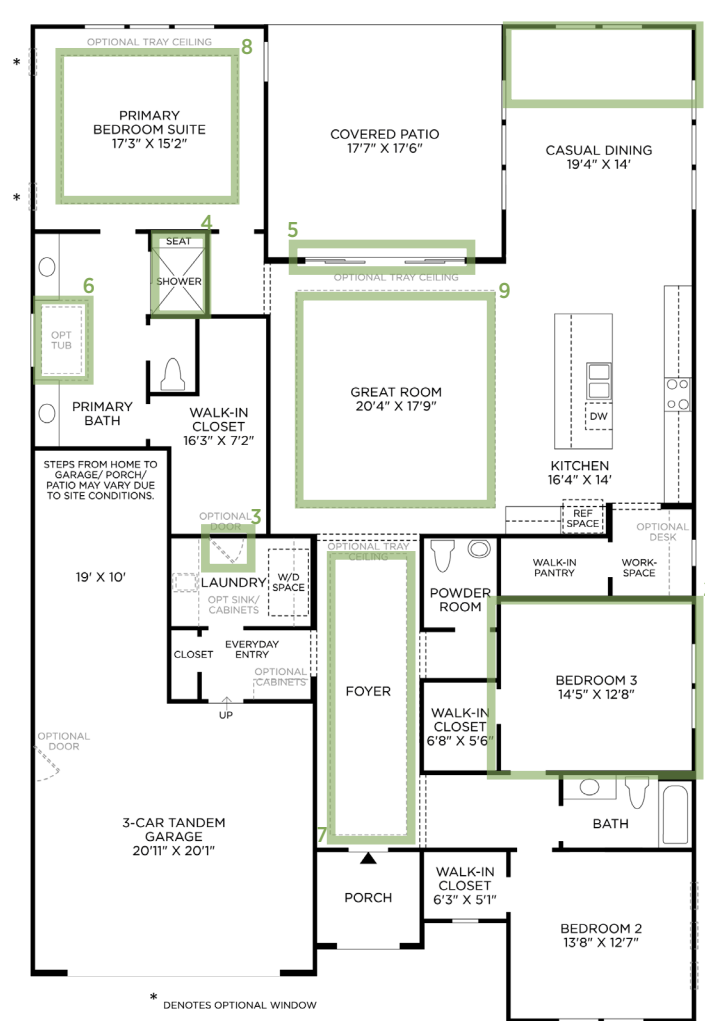 OPTIONAL TRAY CEILING
8
*
PRIMARY
BEDROOM SUITE
17'3" X 15'2"
COVERED PATIO
17'7" X 17'6"
CASUAL DINING
19'4" X 14'
*
4
SEAT
SHOWER
5
OPTIONAL TRAY CEILING
6
OPT
TUB
9
GREAT ROOM
20'4" X 17'9"
DW
PRIMARY
BATH
WALK-IN
CLOSET
16'3" X 7'2"
KITCHEN
16'4" X 14'
STEPS FROM HOME TO
GARAGE/ PORCH/
PATIO MAY VARY DUE
TO SITE CONDITIONS.
OPTIONAL
DOOR
3
REF
SPACE
OPTIONAL
DESK
OPTIONAL TRAY
CEILING
19' X 10'
LAUNDRY
W/D
SPACE
OPT SINK/
CABINETS
POWDER
ROOM
WALK-IN
PANTRY
WORK-
SPACE
CLOSET
EVERYDAY
ENTRY
OPTIONAL
CABINETS
UP
FOYER
BEDROOM 3
14'5" X 12'8"
WALK-IN
CLOSET
6'8" X 5'6"
OPTIONAL
DOOR
3-CAR TANDEM
GARAGE
20'11" X 20'1"
7
BATH
PORCH
WALK-IN
CLOSET
6'3" X 5'1"
BEDROOM 2
13'8" X 12'7"
* DENOTES OPTIONAL WINDOW